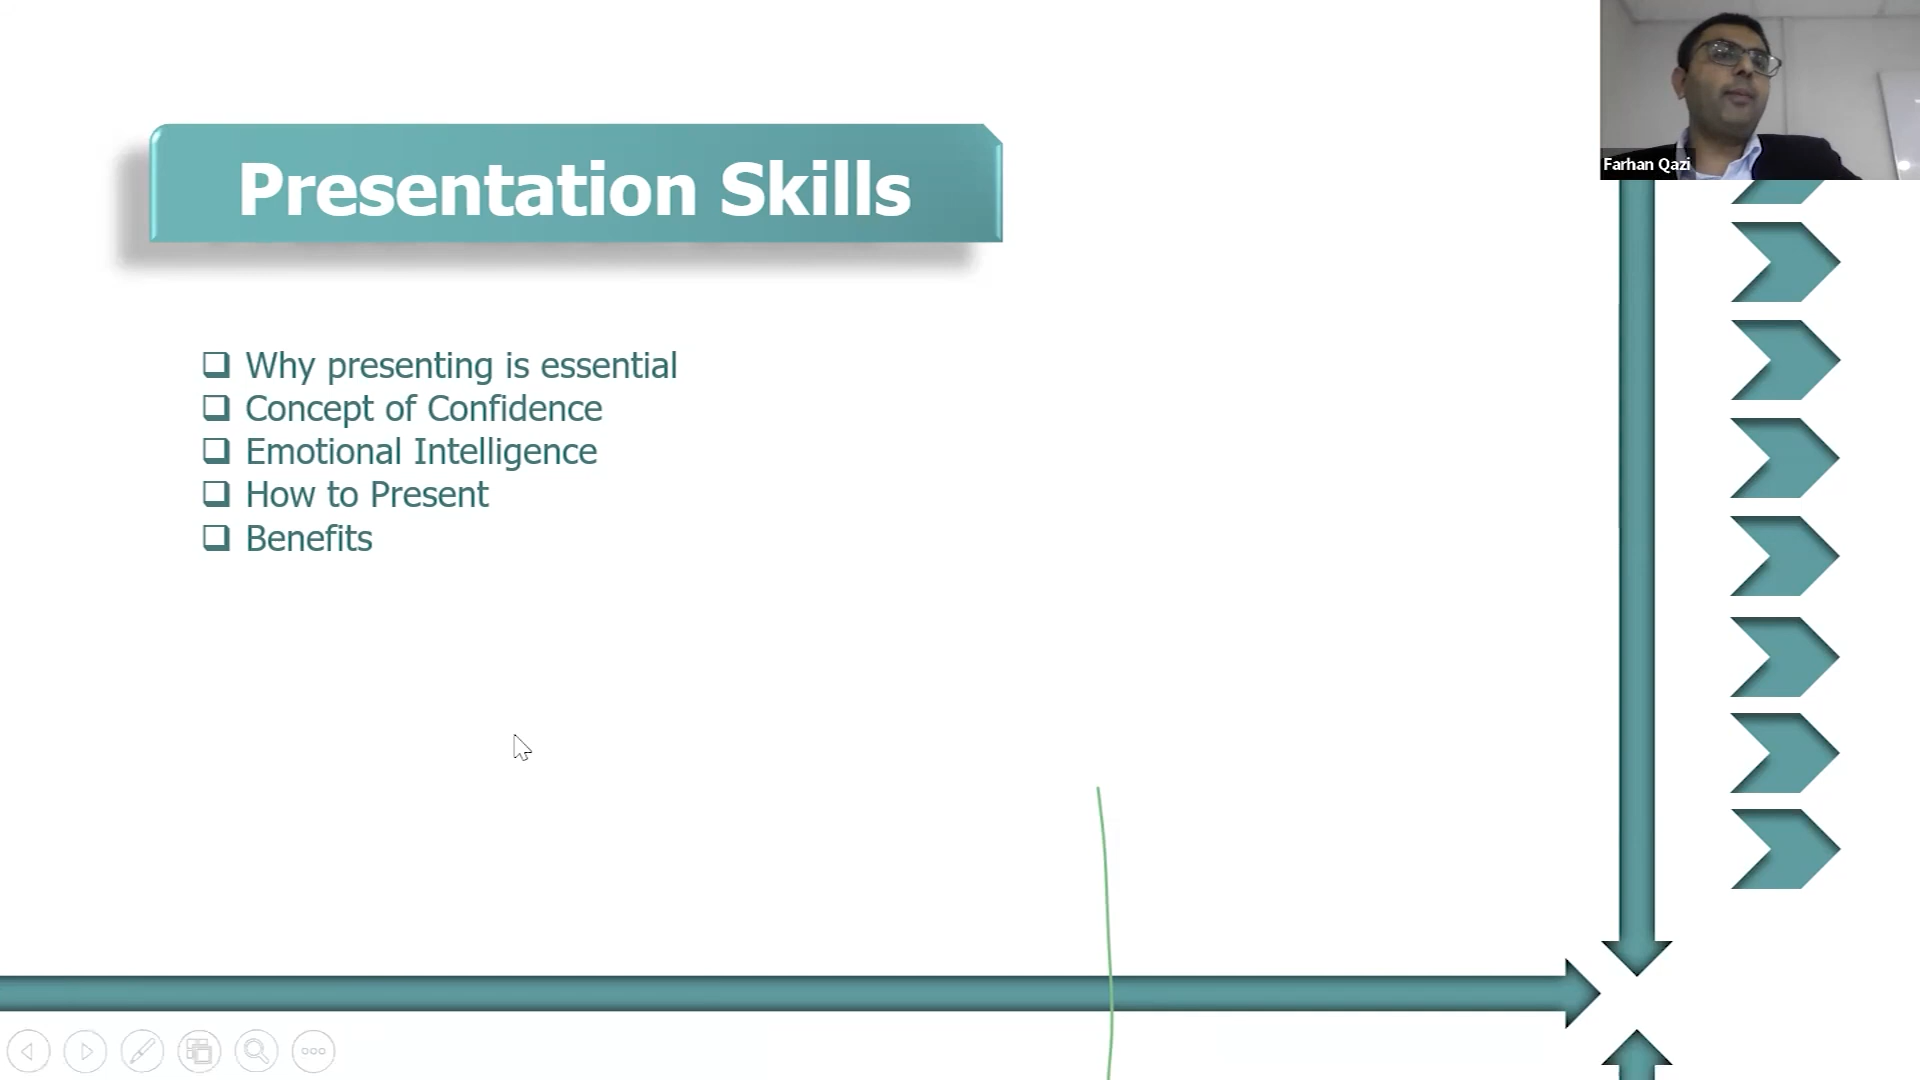 Presentation Skills
Farhan Qazi
Why presenting is essential
Concept of Confidence
Emotional Intelligence
How to Present
Benefits